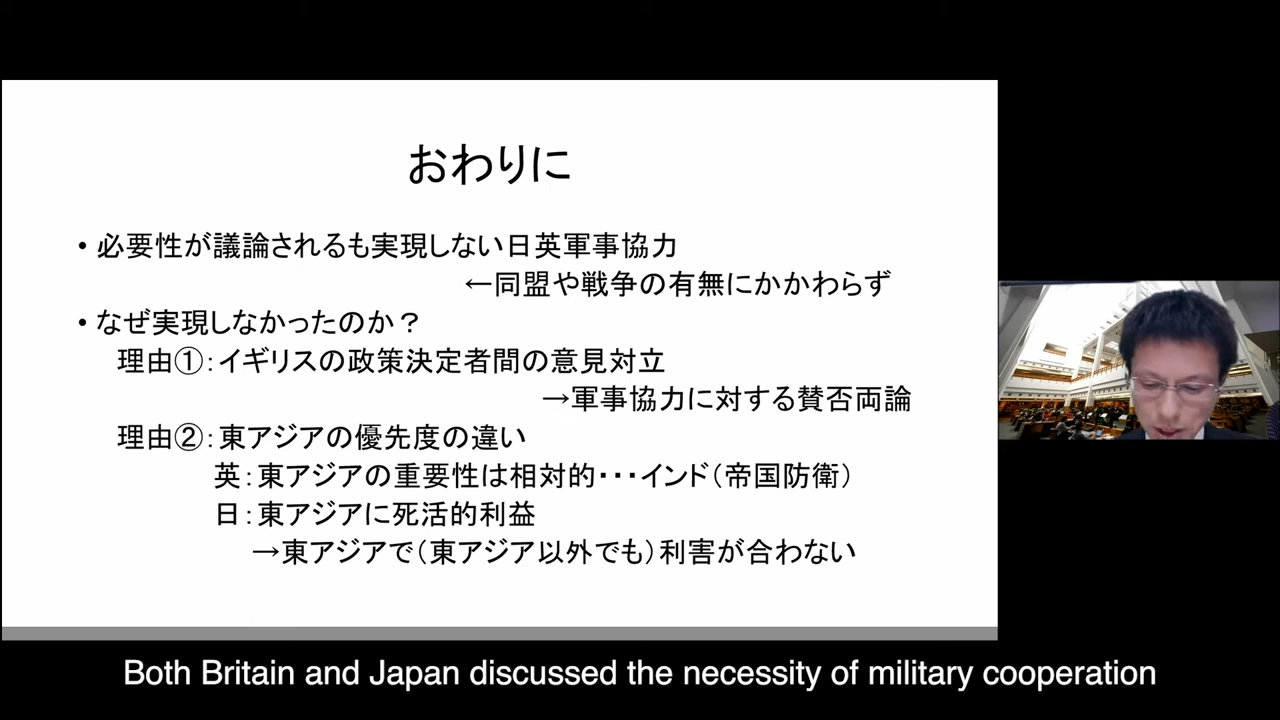 おわりに
• 必要性が議論されるも実現しない日英軍事協力
←同盟や戦争の有無にかかわらず
• なぜ実現しなかったのか？
理由①：イギリスの政策決定者間の意見対立
→軍事協力に対する賛否両論
理由②：東アジアの優先度の違い
英：東アジアの重要性は相対的・・・インド（帝国防衛）
日：東アジアに死活的利益
→東アジアで（東アジア以外でも）利害が合わない
Both Britain and Japan discussed the necessity of military cooperation